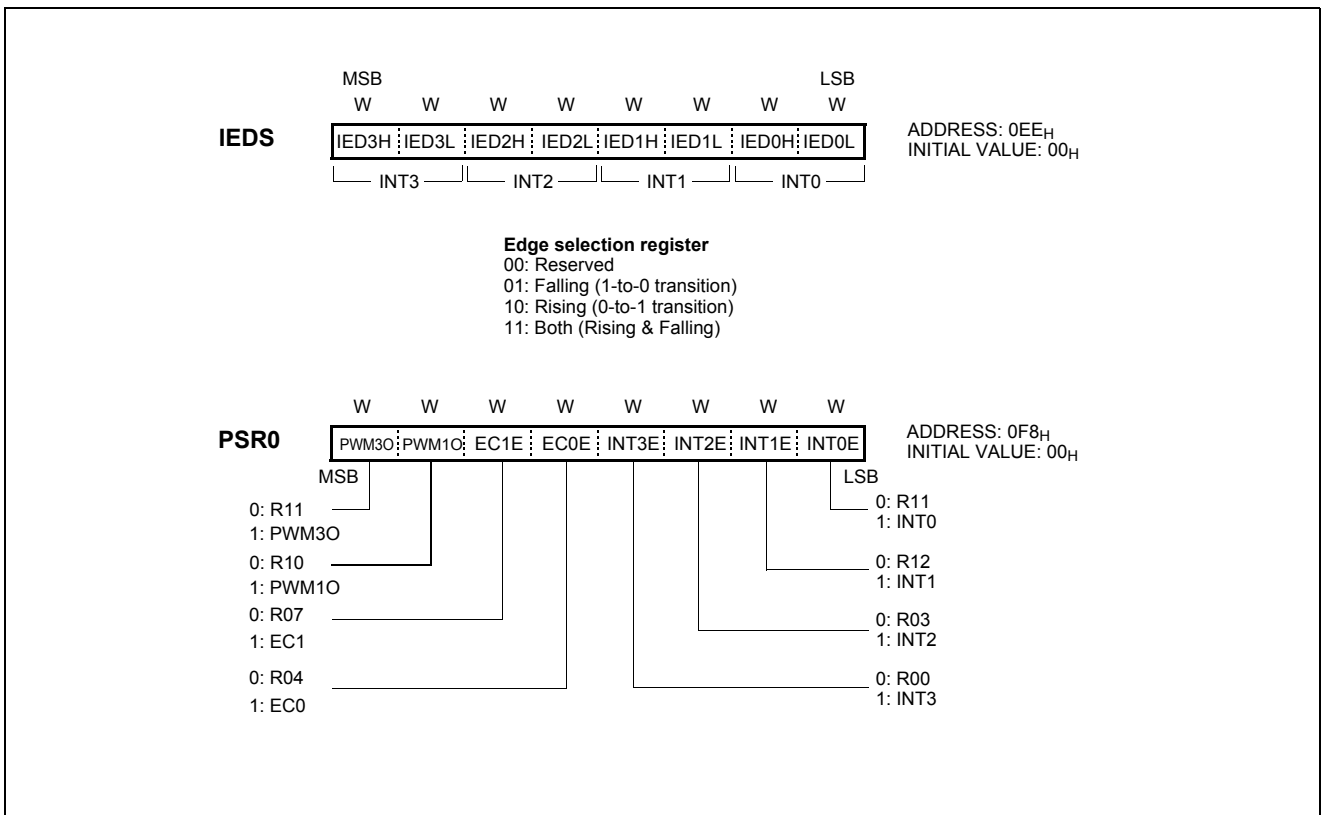 MSB LSB
W W W W W W W W
IEDS IED3H IED3L IED2H IED2L IED1H IED1L IED0H IED0L ADDRESS: 0EEH
INITIAL VALUE: 00H
INT3 INT2 INT1 INT0
Edge selection register
00: Reserved
01: Falling (1-to-0 transition)
10: Rising (0-to-1 transition)
11: Both (Rising & Falling)
W W W W W W W W
PSR0 PWM3O PWM1O EC1E EC0E INT3E INT2E INT1E INT0E ADDRESS: 0F8H
INITIAL VALUE: 00H
MSB LSB
0: R11
1: PWM3O
0: R10
1: PWM1O
0: R07
1: EC1
0: R04
1: EC0
0: R11
1: INT0
0: R12
1: INT1
0: R03
1: INT2
0: R00
1: INT3